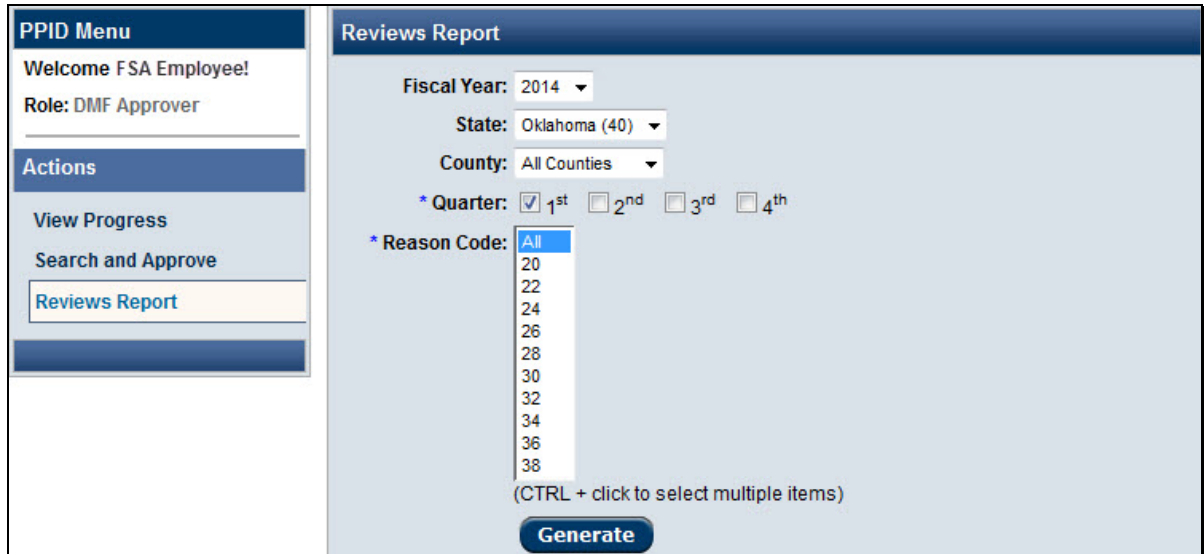 PPID Menu
Welcome FSA Employee!
Role: DMF Approver
Actions
View Progress
Search and Approve
Reviews Report
Reviews Report
Fiscal Year: 2014
State: Oklahoma (40)
County: All Counties
* Quarter: 1st 2nd 3rd 4th
* Reason Code: All
20
22
24
26
28
30
32
34
36
38
(CTRL + click to select multiple items)
Generate